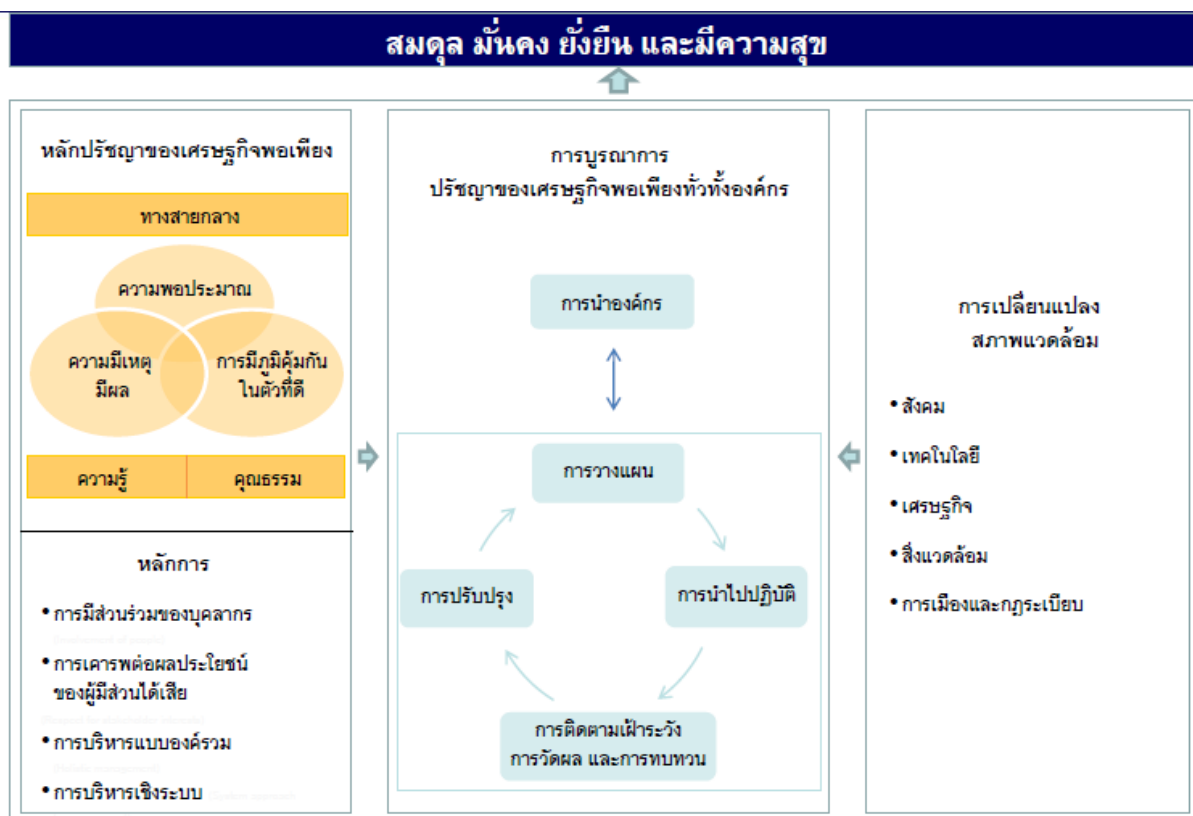 สมดุล มั่นคง ยั่งยืน และมีความสุข
หลักปรัชญาของเศรษฐกิจพอเพียง
ทางสายกลาง
ความพอประมาณ
ความมีเหตุ
มีผล
การมีภูมิคุ้มกัน
ในตัวที่ดี
ความรู้
คุณธรรม
หลักการ
•การมีส่วนร่วมของบุคลากร
•การเคารพต่อผลประโยชน์
ของผู้มีส่วนได้เสีย
•การบริหารแบบองค์รวม
•การบริหารเชิงระบบ
การบูรณาการ
ปรัชญาของเศรษฐกิจพอเพียงทั่วทั้งองค์กร
การนำองค์กร
การวางแผน
การนำไปปฏิบัติ
การติดตามเฝ้าระวัง
การวัดผล และการทบทวน
การปรับปรุง
การเปลี่ยนแปลง
สภาพแวดล้อม
•สังคม
•เทคโนโลยี
•เศรษฐกิจ
•สิ่งแวดล้อม
•การเมืองและกฎระเบียบ